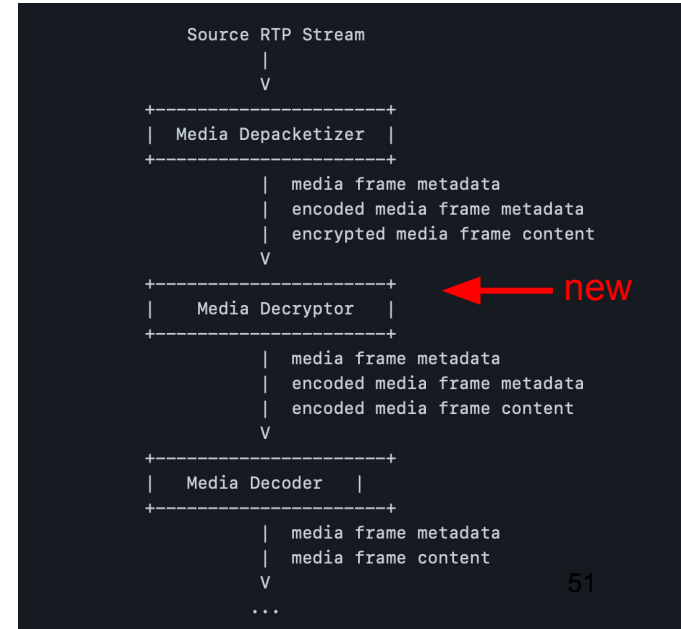 Source RTP Stream
|
V
+----------------------+
| Media Depacketizer |
+----------------------+
| media frame metadata
| encoded media frame metadata
| encrypted media frame content
V
+----------------------+
new
| Media Decryptor |
+----------------------+
| media frame metadata
| encoded media frame metadata
| encoded media frame content
V
+----------------------+
| Media Decoder |
+----------------------+
| media frame metadata
| media frame content
V
51
...